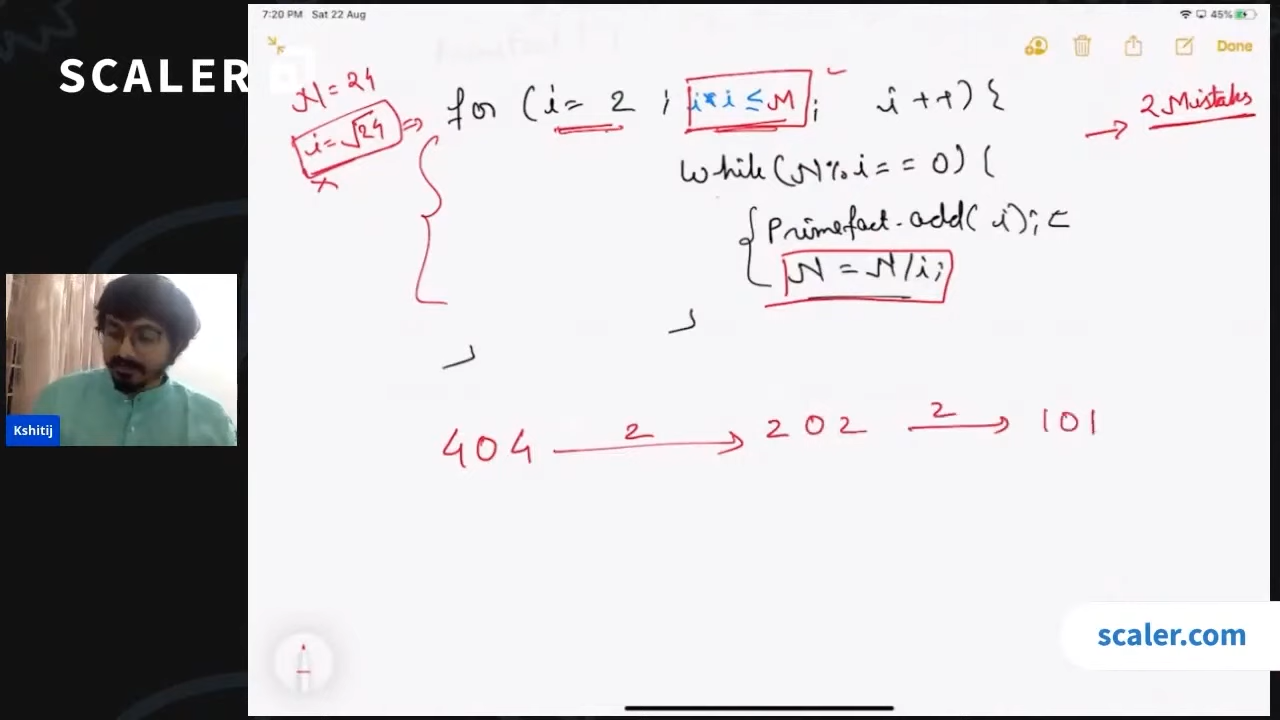 7:20 PM Sat 22 Aug
45%
Done
SCALER
N = 24
i = √24 ⇒
for (i = 2 ; i * i ≤ N ; i++) {
→ 2 Mistakes
while (N % i == 0) {
Primefact.add( i );
N = N/i;
}
}
Kshitij
404 —2→ 202 —2→ 101
scaler.com